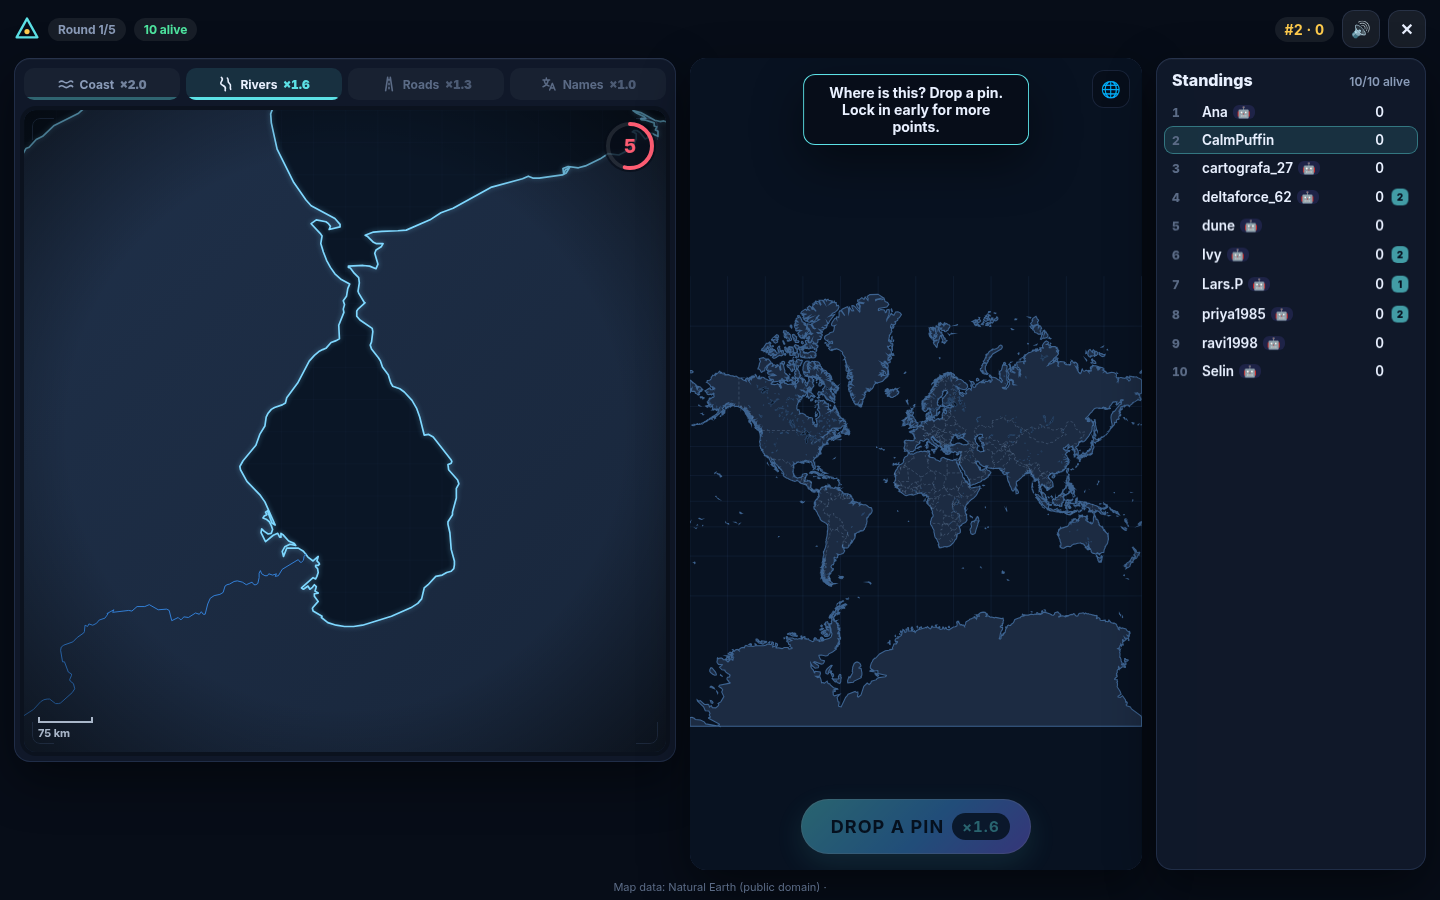 Round 1/5
10 alive
#2 · 0
Coast ×2.0
Rivers ×1.6
Roads ×1.3
Names ×1.0
5
75 km
Where is this? Drop a pin.
Lock in early for more
points.
DROP A PIN ×1.6
Standings
10/10 alive
1 Ana 0
2 CalmPuffin 0
3 cartografa_27 0
4 deltaforce_62 0 2
5 dune 0
6 Ivy 0 2
7 Lars.P 0 1
8 priya1985 0 2
9 ravi1998 0
10 Selin 0
Map data: Natural Earth (public domain) ·